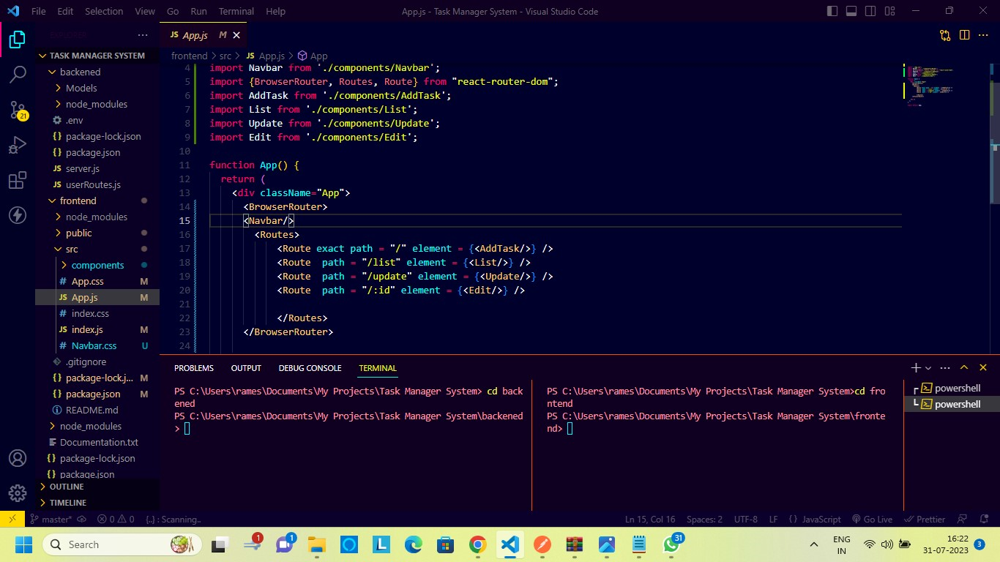 File Edit Selection View Go Run Terminal Help App.js - Task Manager System - Visual Studio Code
EXPLORER
JS App.js M
TASK MANAGER SYSTEM
backened
Models
node_modules
.env
{} package-lock.json
{} package.json
JS server.js
JS userRoutes.js
frontend
node_modules
public
src
components
# App.css M
JS App.js M
# index.css
JS index.js M
# Navbar.css U
.gitignore
{} package-lock.j... M
{} package.json M
README.md
node_modules
Documentation.txt
{} package-lock.json
{} package.json
OUTLINE
TIMELINE
21
frontend > src > JS App.js > App
4 import Navbar from './components/Navbar';
5 import {BrowserRouter, Routes, Route} from "react-router-dom";
6 import AddTask from './components/AddTask';
7 import List from './components/List';
8 import Update from './components/Update';
9 import Edit from './components/Edit';
10
11 function App() {
12 return (
13 <div className="App">
14 <BrowserRouter>
15 <Navbar/>
16 <Routes>
17 <Route exact path = "/" element = {<AddTask/>} />
18 <Route path = "/list" element = {<List/>} />
19 <Route path = "/update" element = {<Update/>} />
20 <Route path = "/:id" element = {<Edit/>} />
21
22 </Routes>
23 </BrowserRouter>
24
PROBLEMS OUTPUT DEBUG CONSOLE TERMINAL
PS C:\Users\rames\Documents\My Projects\Task Manager System> cd back
ened
PS C:\Users\rames\Documents\My Projects\Task Manager System\backened
>
PS C:\Users\rames\Documents\My Projects\Task Manager System>cd fro
ntend
PS C:\Users\rames\Documents\My Projects\Task Manager System\fronte
nd>
powershell
powershell
master* 0 0 {..} : Scanning.. Ln 15, Col 16 Spaces: 2 UTF-8 LF {} JavaScript Go Live Prettier
Search 1 1 L 31 ENG
IN 16:22
31-07-2023 3